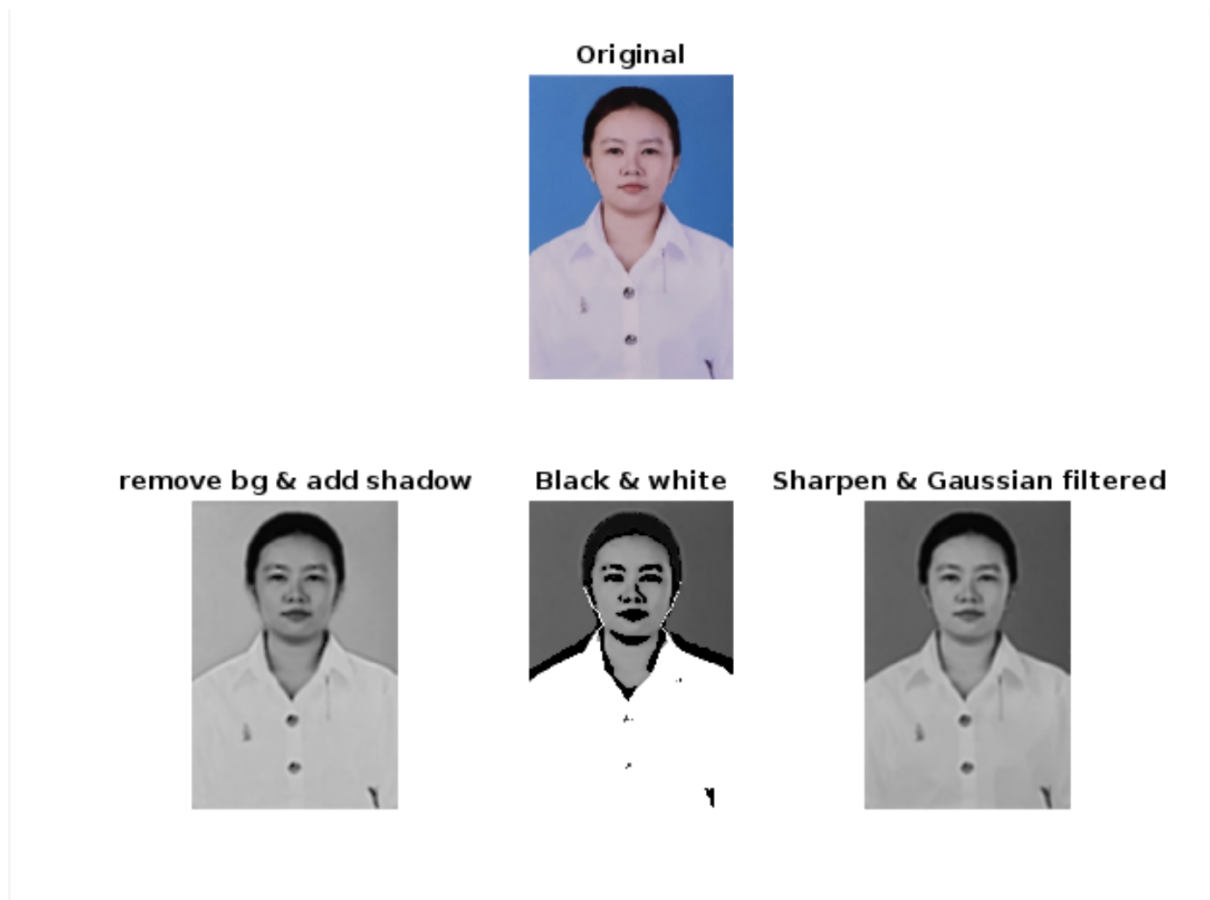 Original
remove bg & add shadow
Black & white
Sharpen & Gaussian filtered